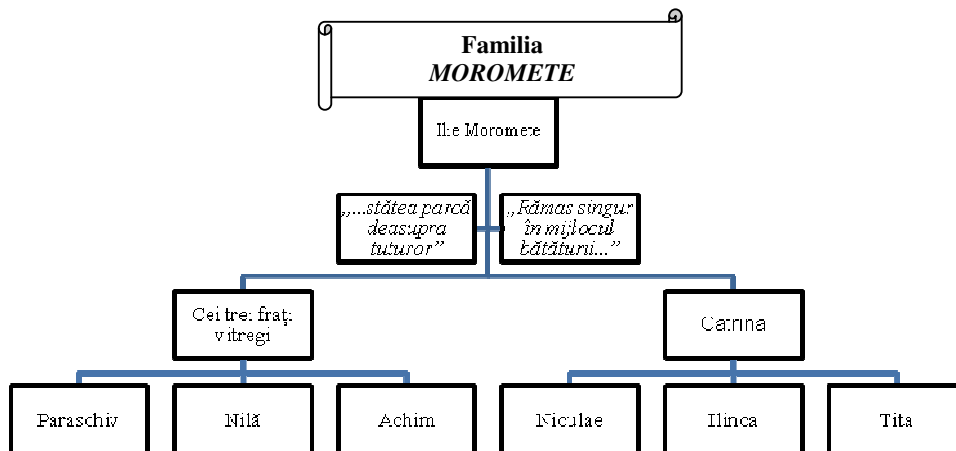 Familia
MOROMETE
Ilie Moromete
„...stătea parcă
deasupra
tuturor”
„Rămas singur
în mijlocul
bătăturii...”
Cei trei frați
vitregi
Catrina
Paraschiv
Nilă
Achim
Niculae
Ilinca
Tita